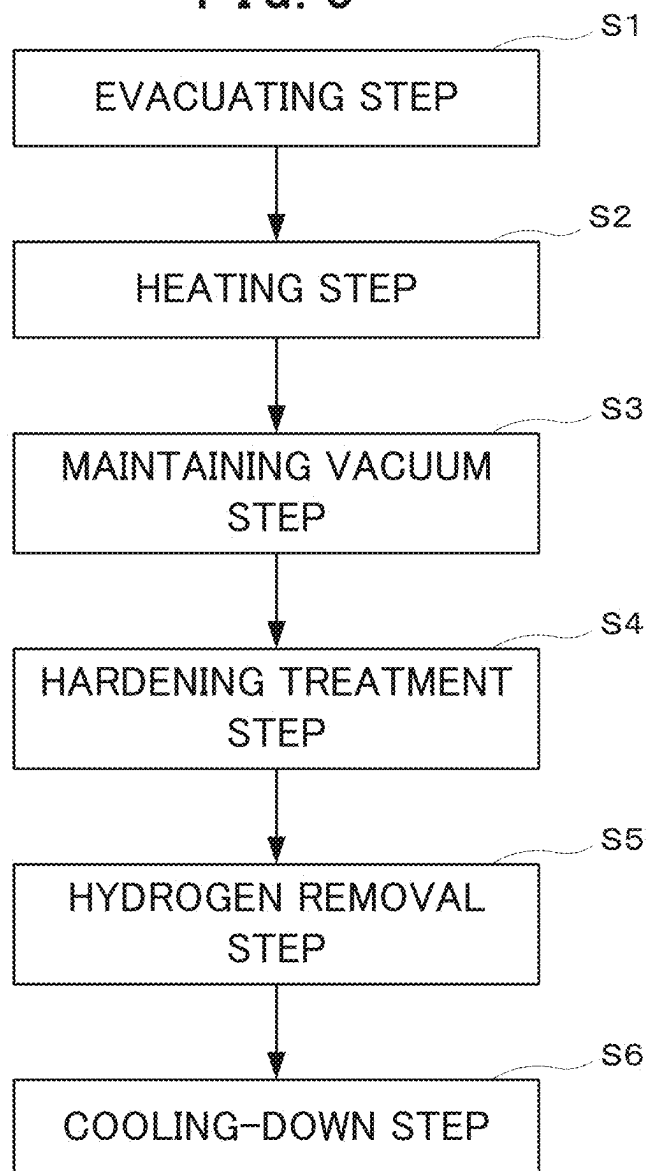 S1
EVACUATING STEP
S2
HEATING STEP
S3
MAINTAINING VACUUM
STEP
S4
HARDENING TREATMENT
STEP
S5
HYDROGEN REMOVAL
STEP
S6
COOLING-DOWN STEP